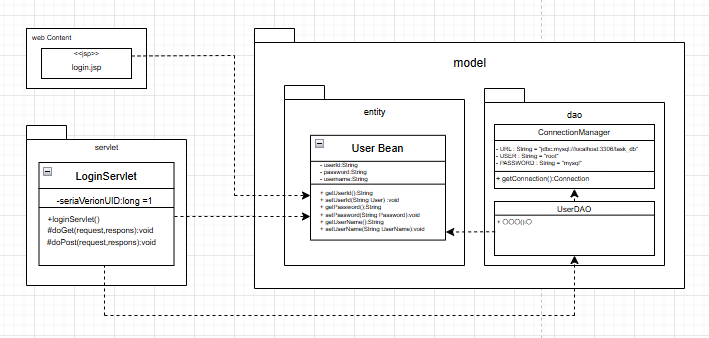 web Content
<<jsp>>
login.jsp
servlet
LoginServlet
-seriaVerionUID:long =1
+loginServlet()
#doGet(request,respons):void
#doPost(request,respons):void
model
entity
User Bean
- userId:String
- password:String
- username:String
+ getUserId():String
+ setUserId(String User) :void
+ getPassword():String
+ setPassword(String Password):void
+ getUserName():String
+ setUserName(String UserName):void
dao
ConnectionManager
- URL : String = "jdbc:mysql://localhost:3306/task_db"
- USER : String = "root"
- PASSWORD : String = "mysql"
+ getConnection():Connection
UserDAO
+ 〇〇〇():〇